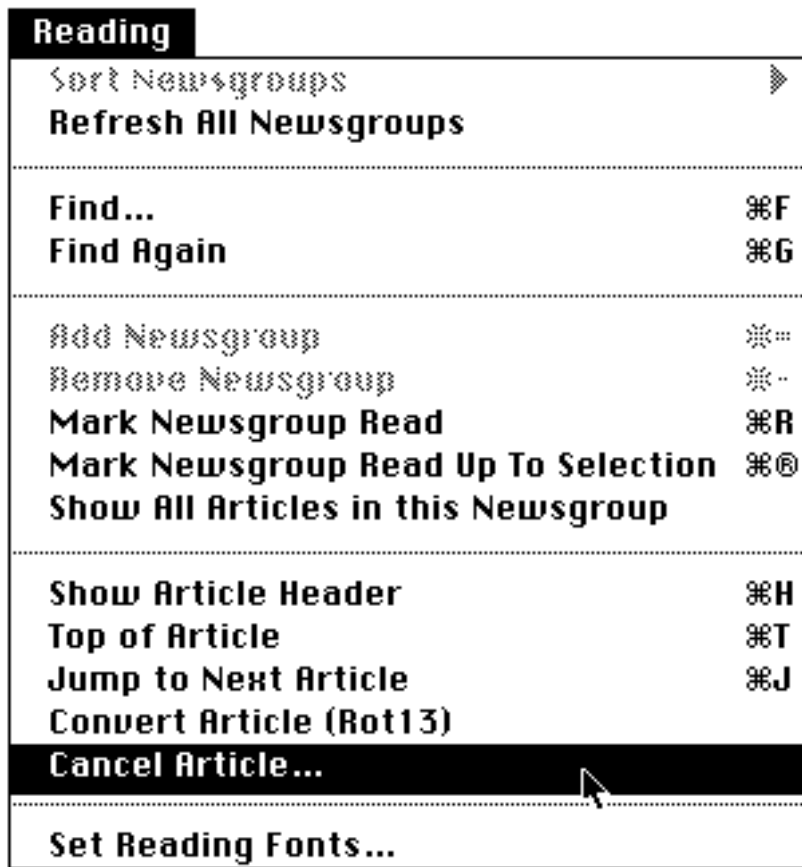 Reading
Sort Newsgroups
Refresh All Newsgroups
Find... ⌘F
Find Again ⌘G
Add Newsgroup ⌘=
Remove Newsgroup ⌘-
Mark Newsgroup Read ⌘R
Mark Newsgroup Read Up To Selection ⌘®
Show All Articles in this Newsgroup
Show Article Header ⌘H
Top of Article ⌘T
Jump to Next Article ⌘J
Convert Article (Rot13)
Cancel Article...
Set Reading Fonts...